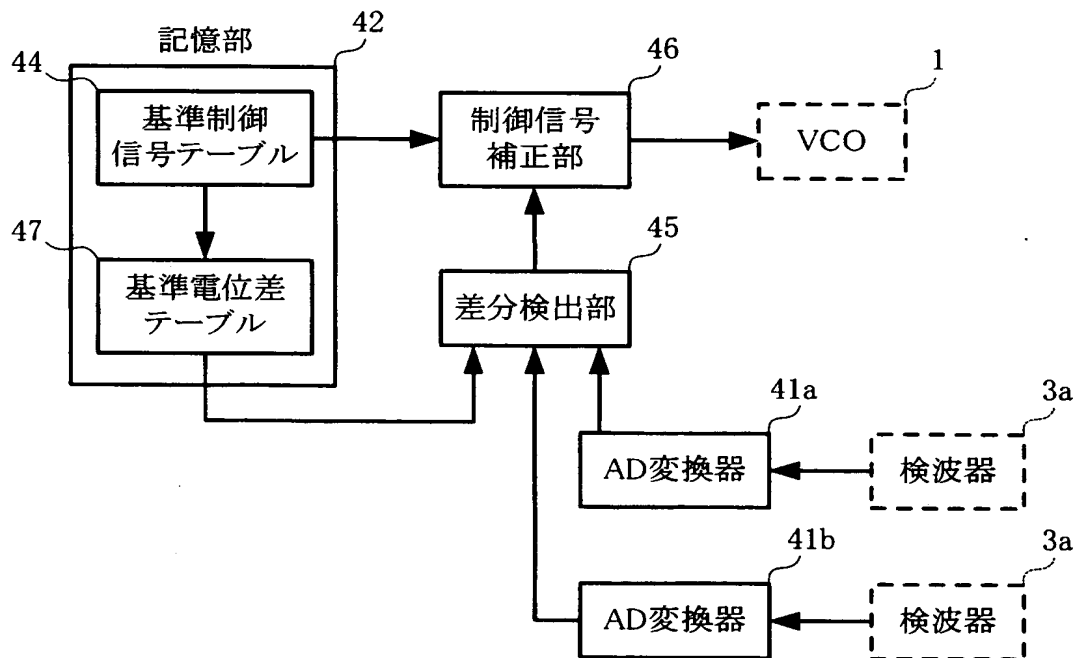 記憶部
42
44
基準制御
信号テーブル
46
制御信号
補正部
1
VCO
47
基準電位差
テーブル
45
差分検出部
41a
AD変換器
3a
検波器
41b
AD変換器
3a
検波器